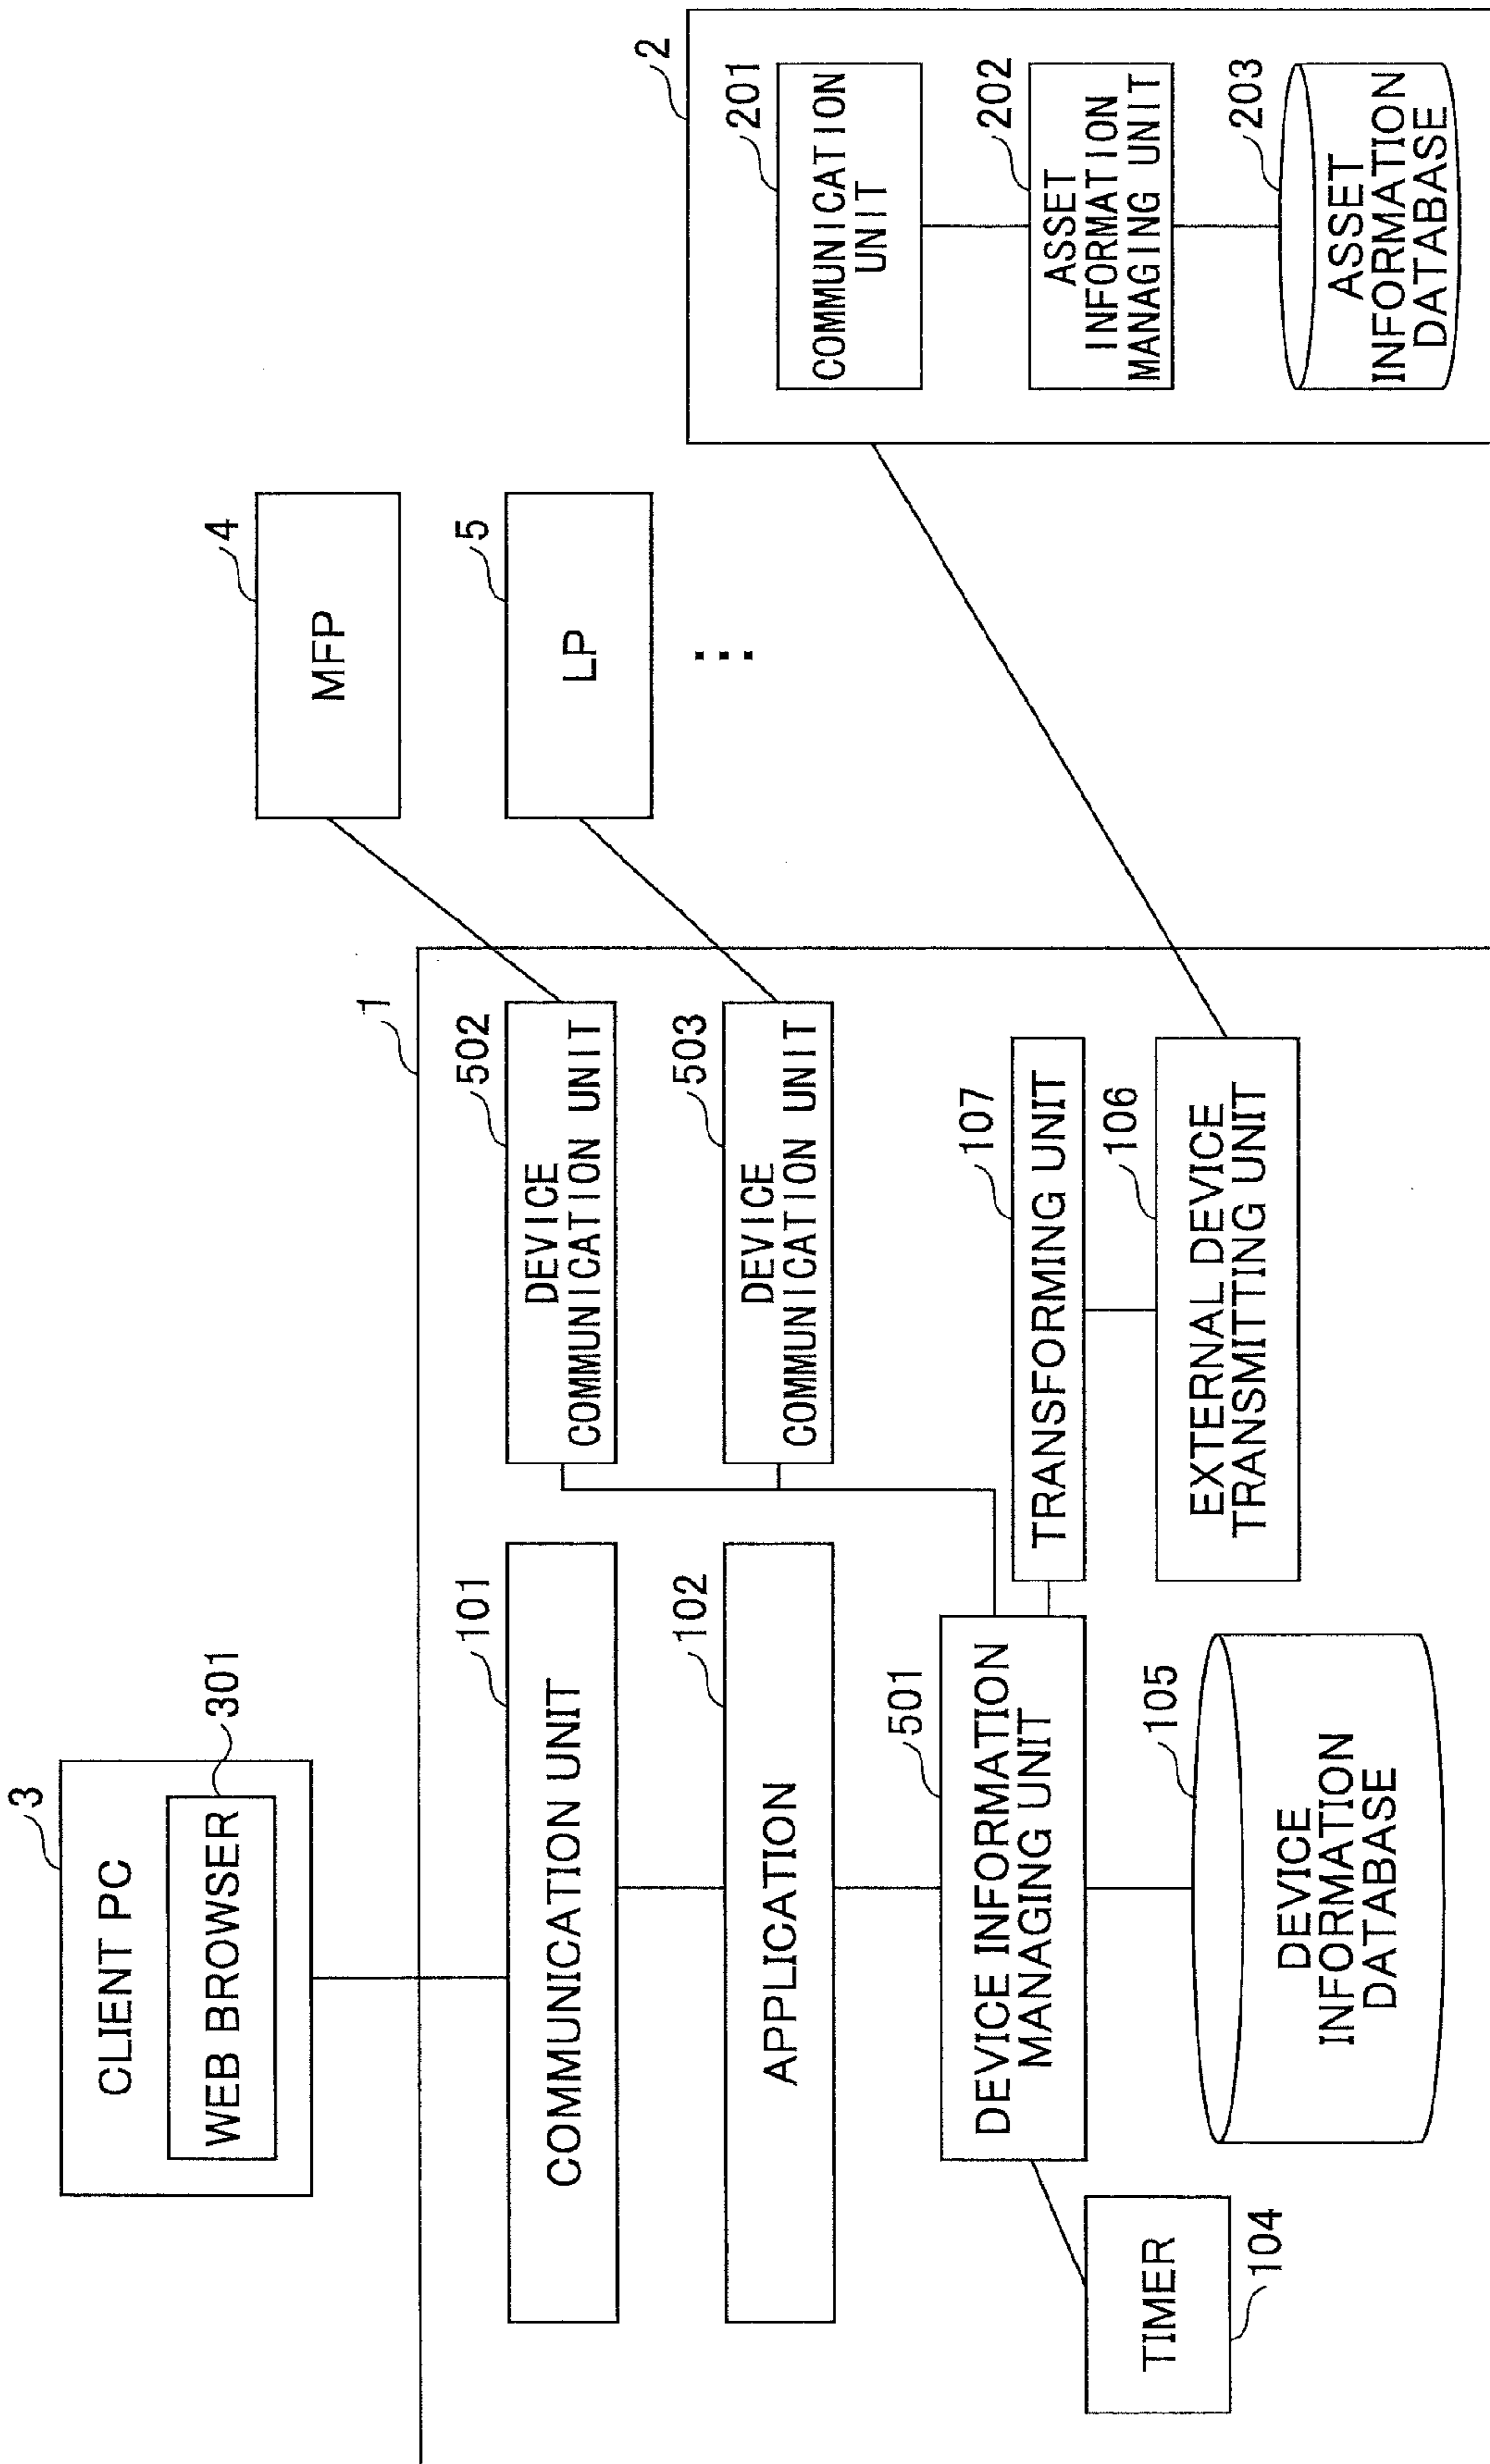 3
CLIENT PC
WEB BROWSER
301
1
101
COMMUNICATION UNIT
102
APPLICATION
501
DEVICE INFORMATION
MANAGING UNIT
104
TIMER
105
DEVICE
INFORMATION
DATABASE
502
DEVICE
COMMUNICATION UNIT
503
DEVICE
COMMUNICATION UNIT
107
TRANSFORMING UNIT
106
EXTERNAL DEVICE
TRANSMITTING UNIT
4
MFP
5
LP
...
2
201
COMMUNICATION
UNIT
202
ASSET
INFORMATION
MANAGING UNIT
203
ASSET
INFORMATION
DATABASE